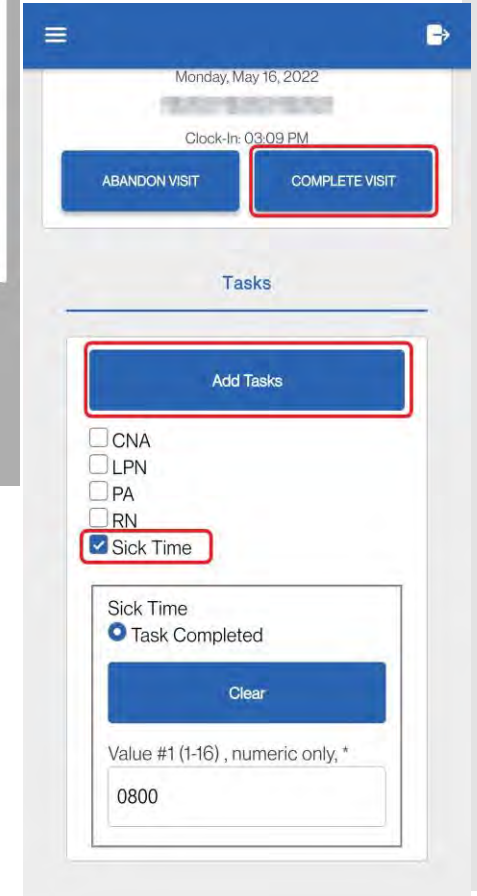 Monday, May 16, 2022
Clock-In: 03:09 PM
ABANDON VISIT COMPLETE VISIT
Tasks
Add Tasks
CNA
LPN
PA
RN
Sick Time
Sick Time
Task Completed
Clear
Value #1 (1-16) , numeric only, *
0800